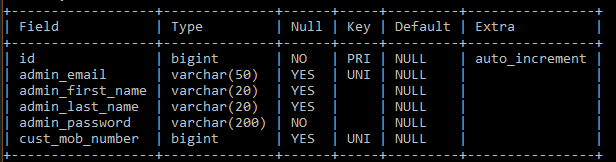 | Field | Type | Null | Key | Default | Extra |
| id | bigint | NO | PRI | NULL | auto_increment |
| admin_email | varchar(50) | YES | UNI | NULL | |
| admin_first_name | varchar(20) | YES | | NULL | |
| admin_last_name | varchar(20) | YES | | NULL | |
| admin_password | varchar(200) | NO | | NULL | |
| cust_mob_number | bigint | YES | UNI | NULL | |